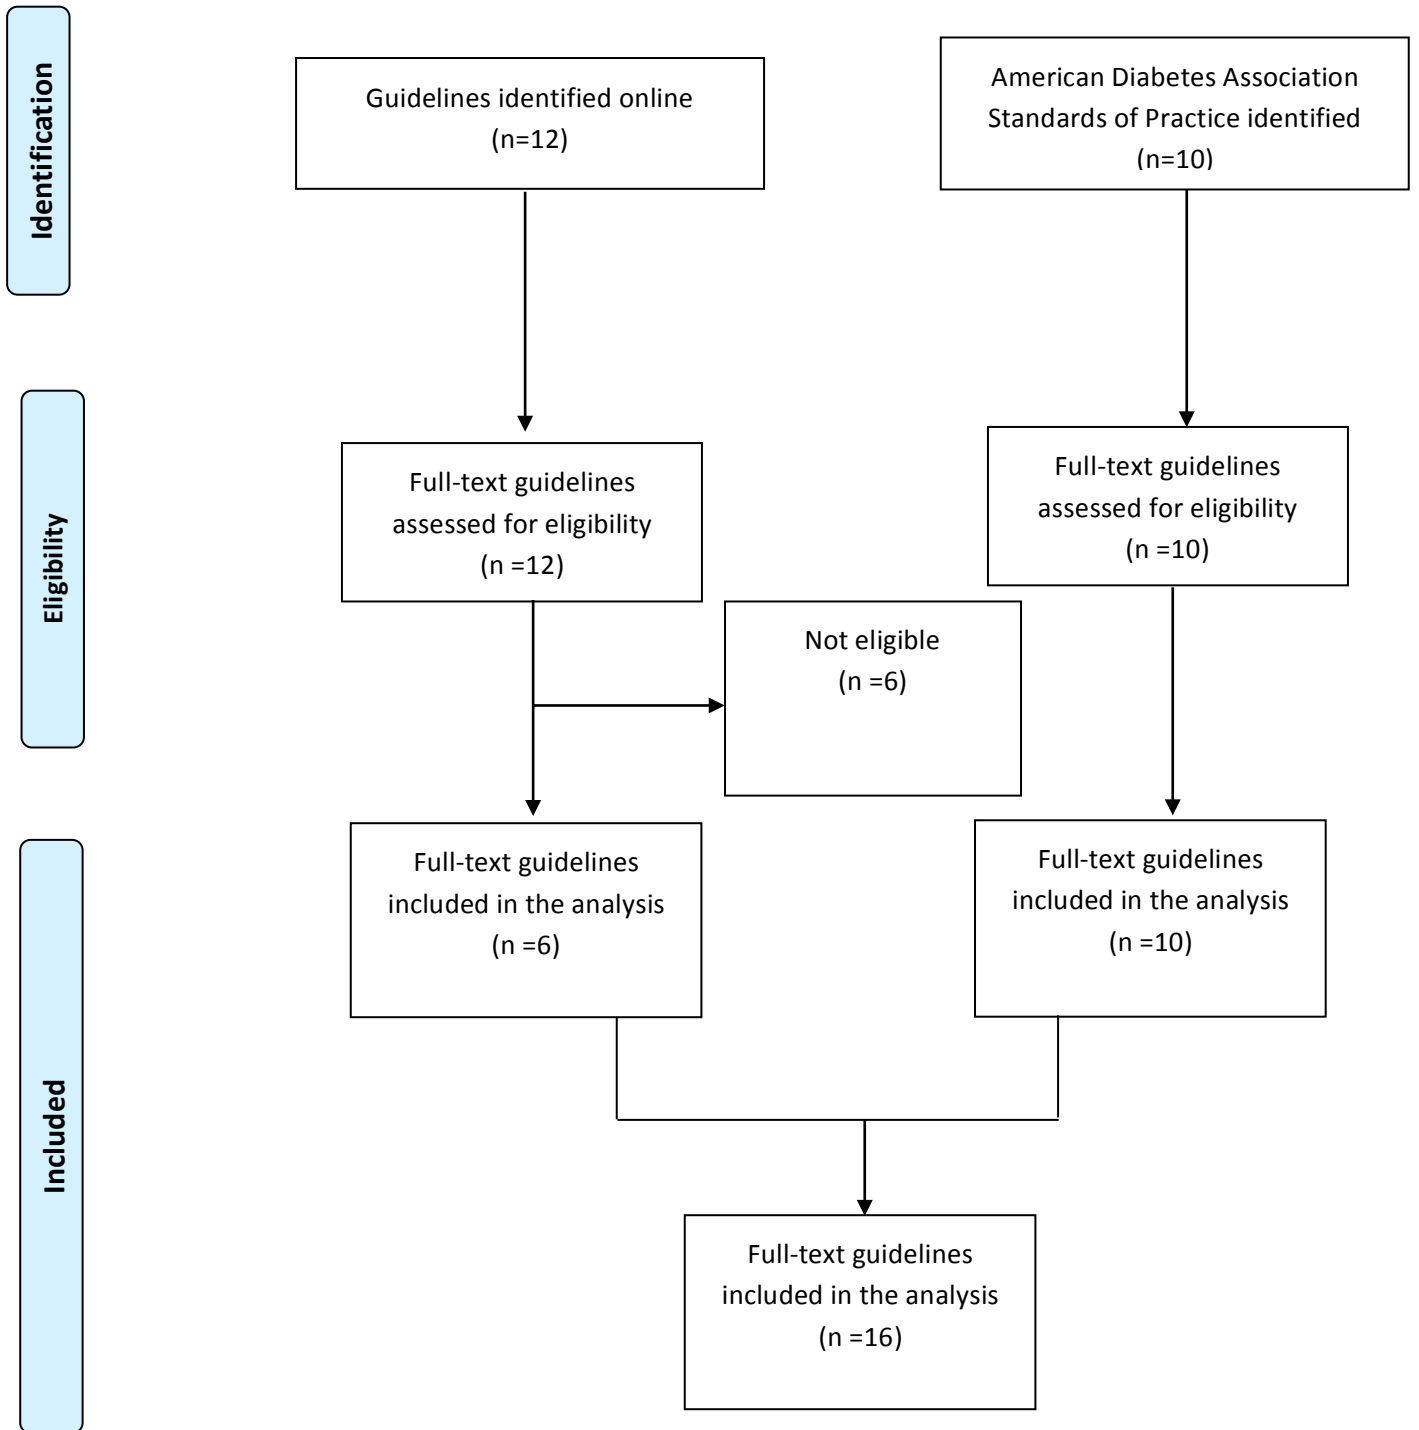 Identification
Guidelines identified online
(n=12)
American Diabetes Association
Standards of Practice identified
(n=10)
Eligibility
Full-text guidelines
assessed for eligibility
(n =12)
Full-text guidelines
assessed for eligibility
(n =10)
Not eligible
(n =6)
Included
Full-text guidelines
included in the analysis
(n =6)
Full-text guidelines
included in the analysis
(n =10)
Full-text guidelines
included in the analysis
(n =16)